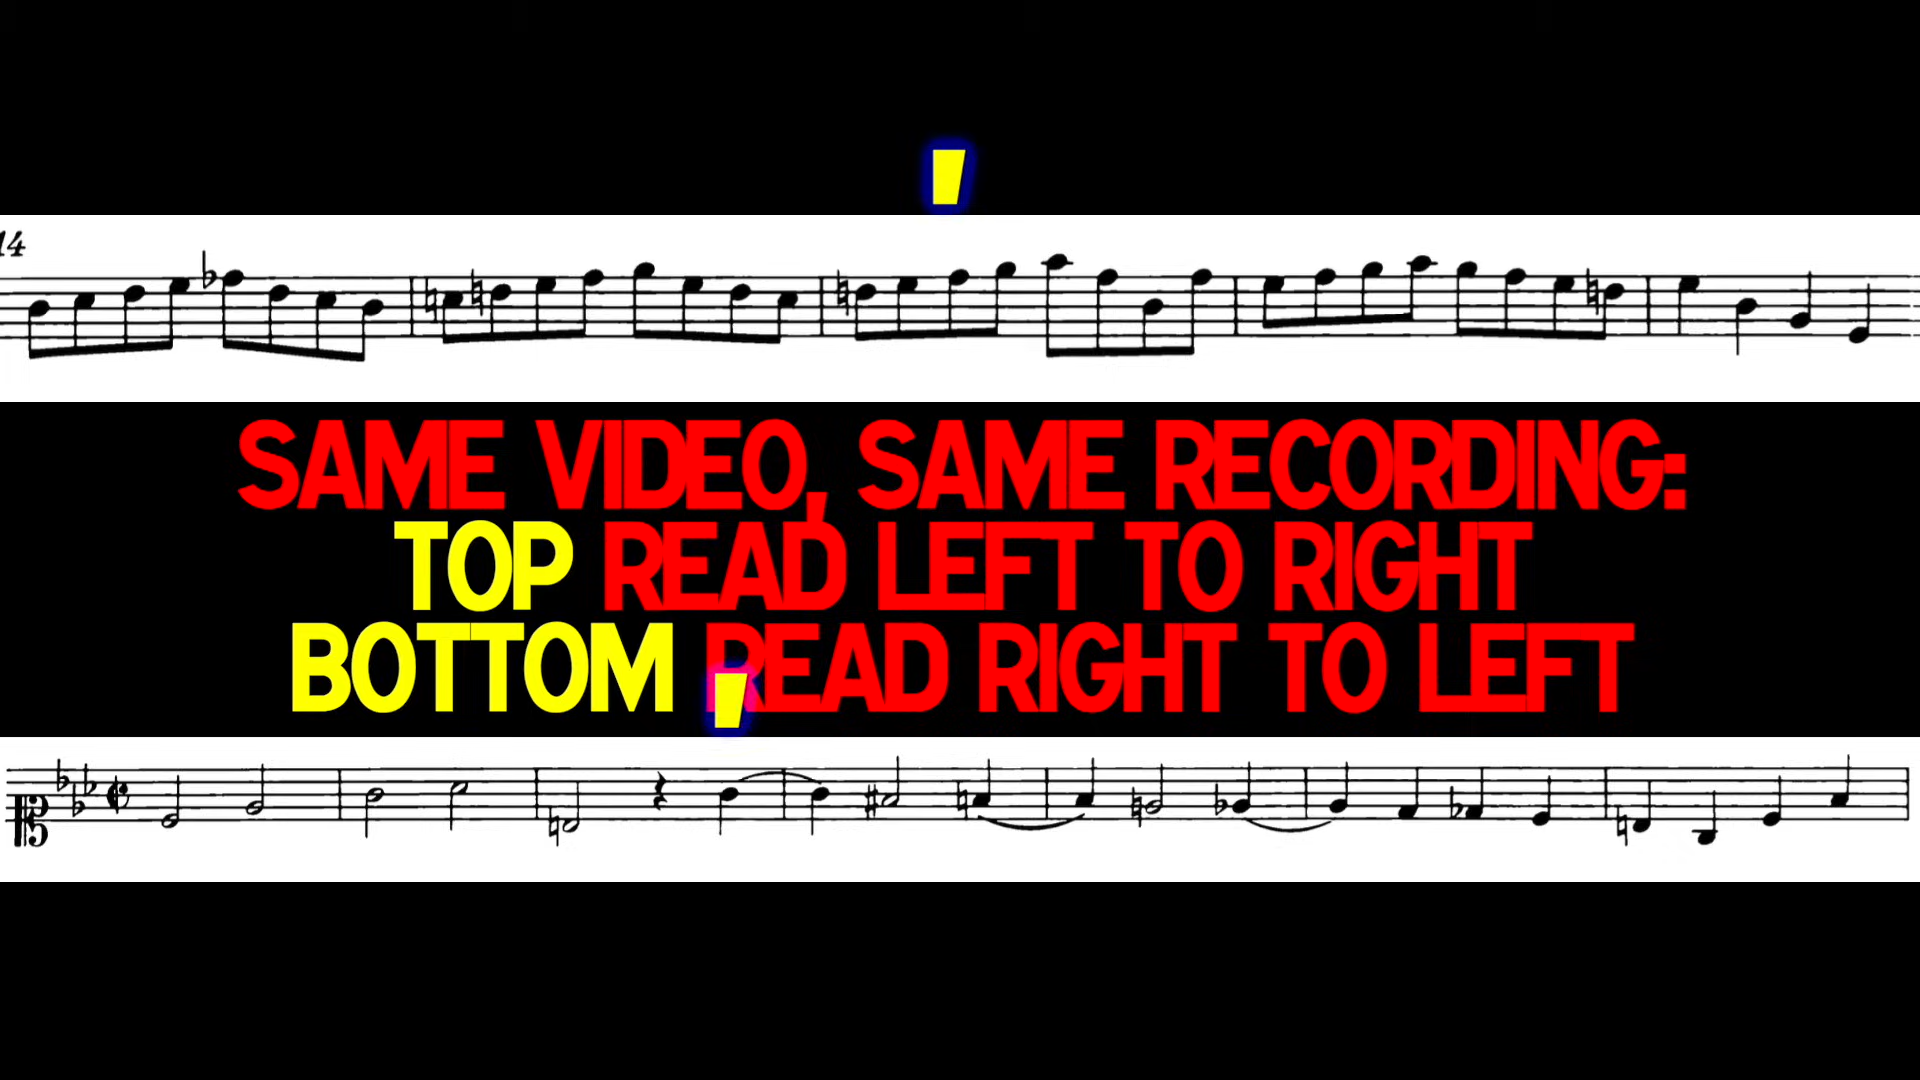 14
SAME VIDEO, SAME RECORDING:
TOP READ LEFT TO RIGHT
BOTTOM READ RIGHT TO LEFT